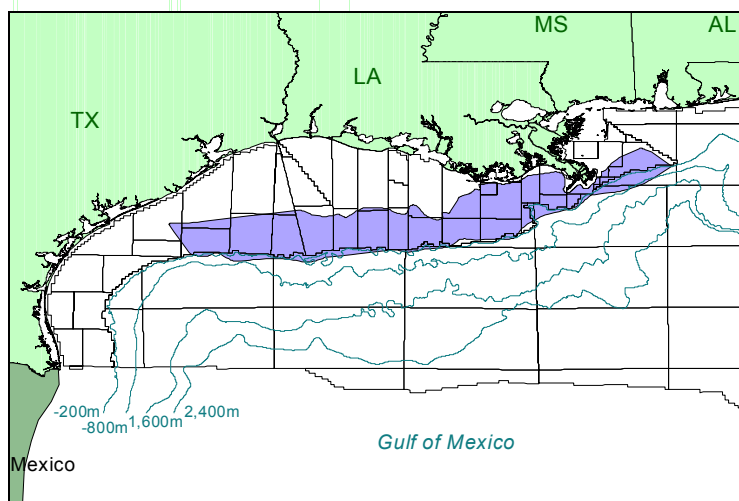 MS
AL
LA
TX
-200m
-800m
1,600m
2,400m
Gulf of Mexico
Mexico